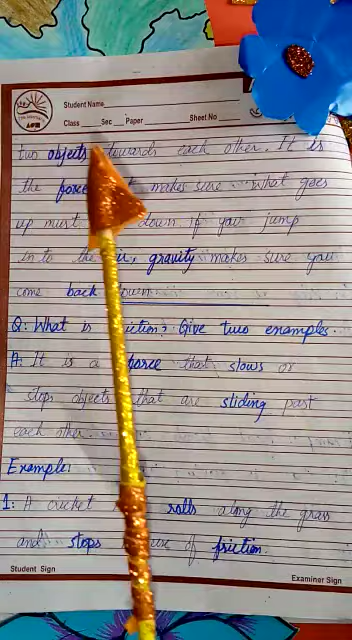 Student Name
Class Sec Paper Sheet No
two objects towards each other. It is
the force makes sure what goes
up must down if you jump
in to the gravity makes sure you
come back down
Q: What is Give two examples.
A: It is a force that slows or
stops objects that are sliding past
each other.
Example:
1: A cricket rolls along the grass
and stops of friction.
Student Sign Examiner Sign